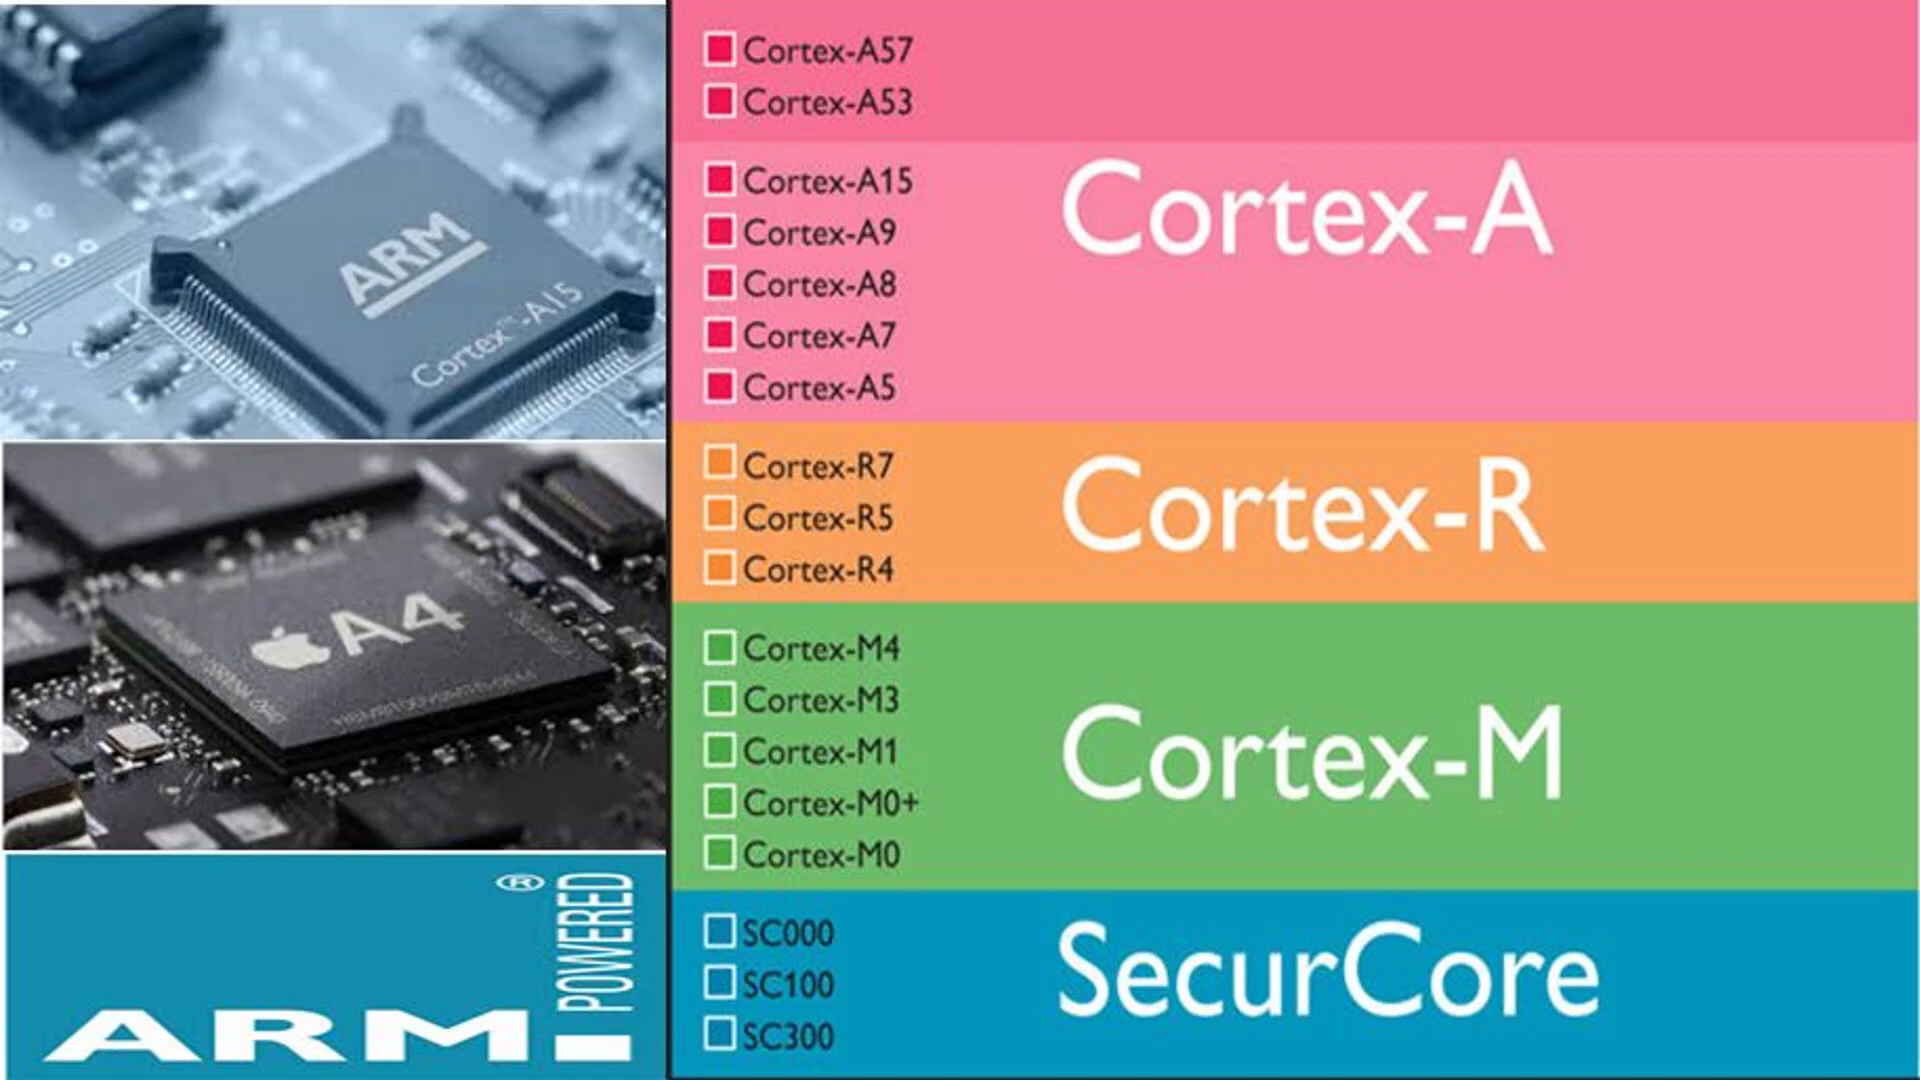 ARM
Cortex™-A15
A4
ARM
POWERED
®
Cortex-A57
Cortex-A53
Cortex-A15
Cortex-A9
Cortex-A8
Cortex-A7
Cortex-A5
Cortex-A
Cortex-R7
Cortex-R5
Cortex-R4
Cortex-R
Cortex-M4
Cortex-M3
Cortex-M1
Cortex-M0+
Cortex-M0
Cortex-M
SC000
SC100
SC300
SecurCore